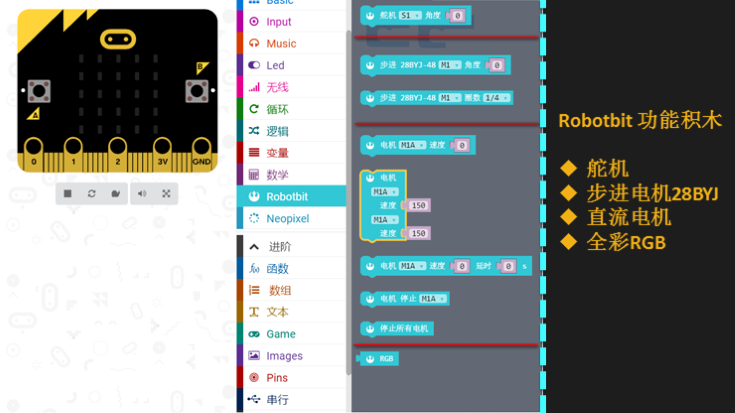 A
B
0
1
2
3V
GND
Basic
Input
Music
Led
无线
循环
逻辑
变量
数学
Robotbit
Neopixel
进阶
函数
数组
文本
Game
Images
Pins
串行
舵机 S1 角度 0
步进 28BYJ-48 M1 角度 0
步进 28BYJ-48 M1 圈数 1/4
电机 M1A 速度 0
电机
M1A
速度 150
M1A
速度 150
电机 M1A 速度 0 延时 0 s
电机 停止 M1A
停止所有电机
RGB
Robotbit 功能积木
◆ 舵机
◆ 步进电机28BYJ
◆ 直流电机
◆ 全彩RGB